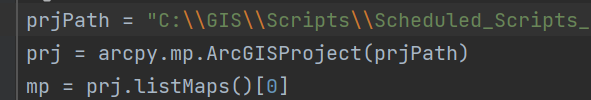 prjPath = "C:\\GIS\\Scripts\\Scheduled_Scripts_
prj = arcpy.mp.ArcGISProject(prjPath)
mp = prj.listMaps()[0]